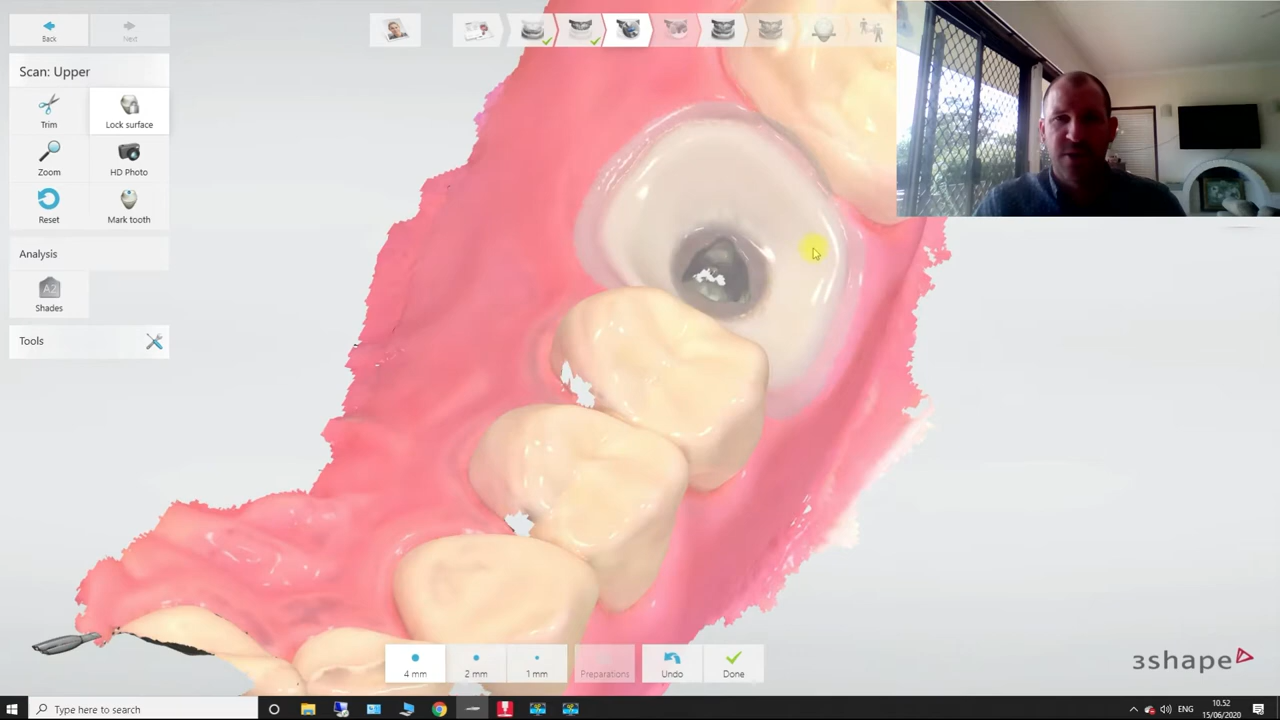 Back
Next
Scan: Upper
Trim
Lock surface
Zoom
HD Photo
Reset
Mark tooth
Analysis
A2
Shades
Tools
4 mm
2 mm
1 mm
Preparations
Undo
Done
3shape
Type here to search
ENG
10.52
15/06/2020